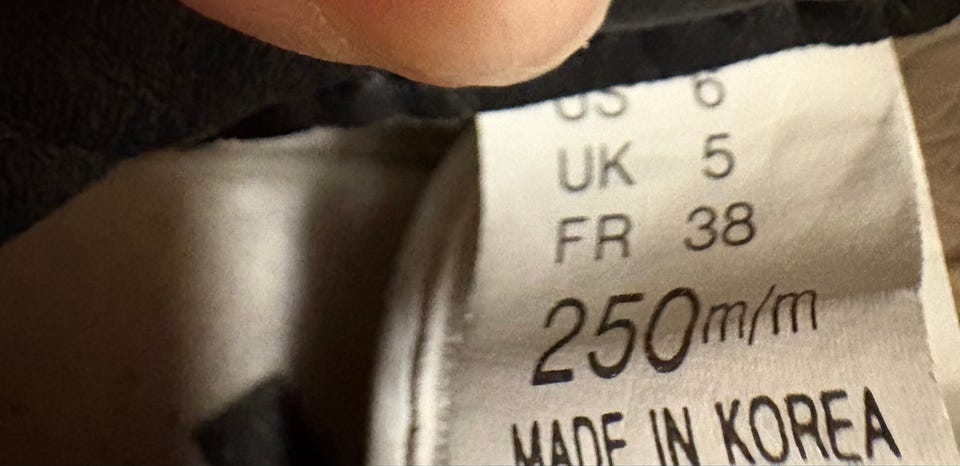 US 6
UK 5
FR 38
250m/m
MADE IN KOREA